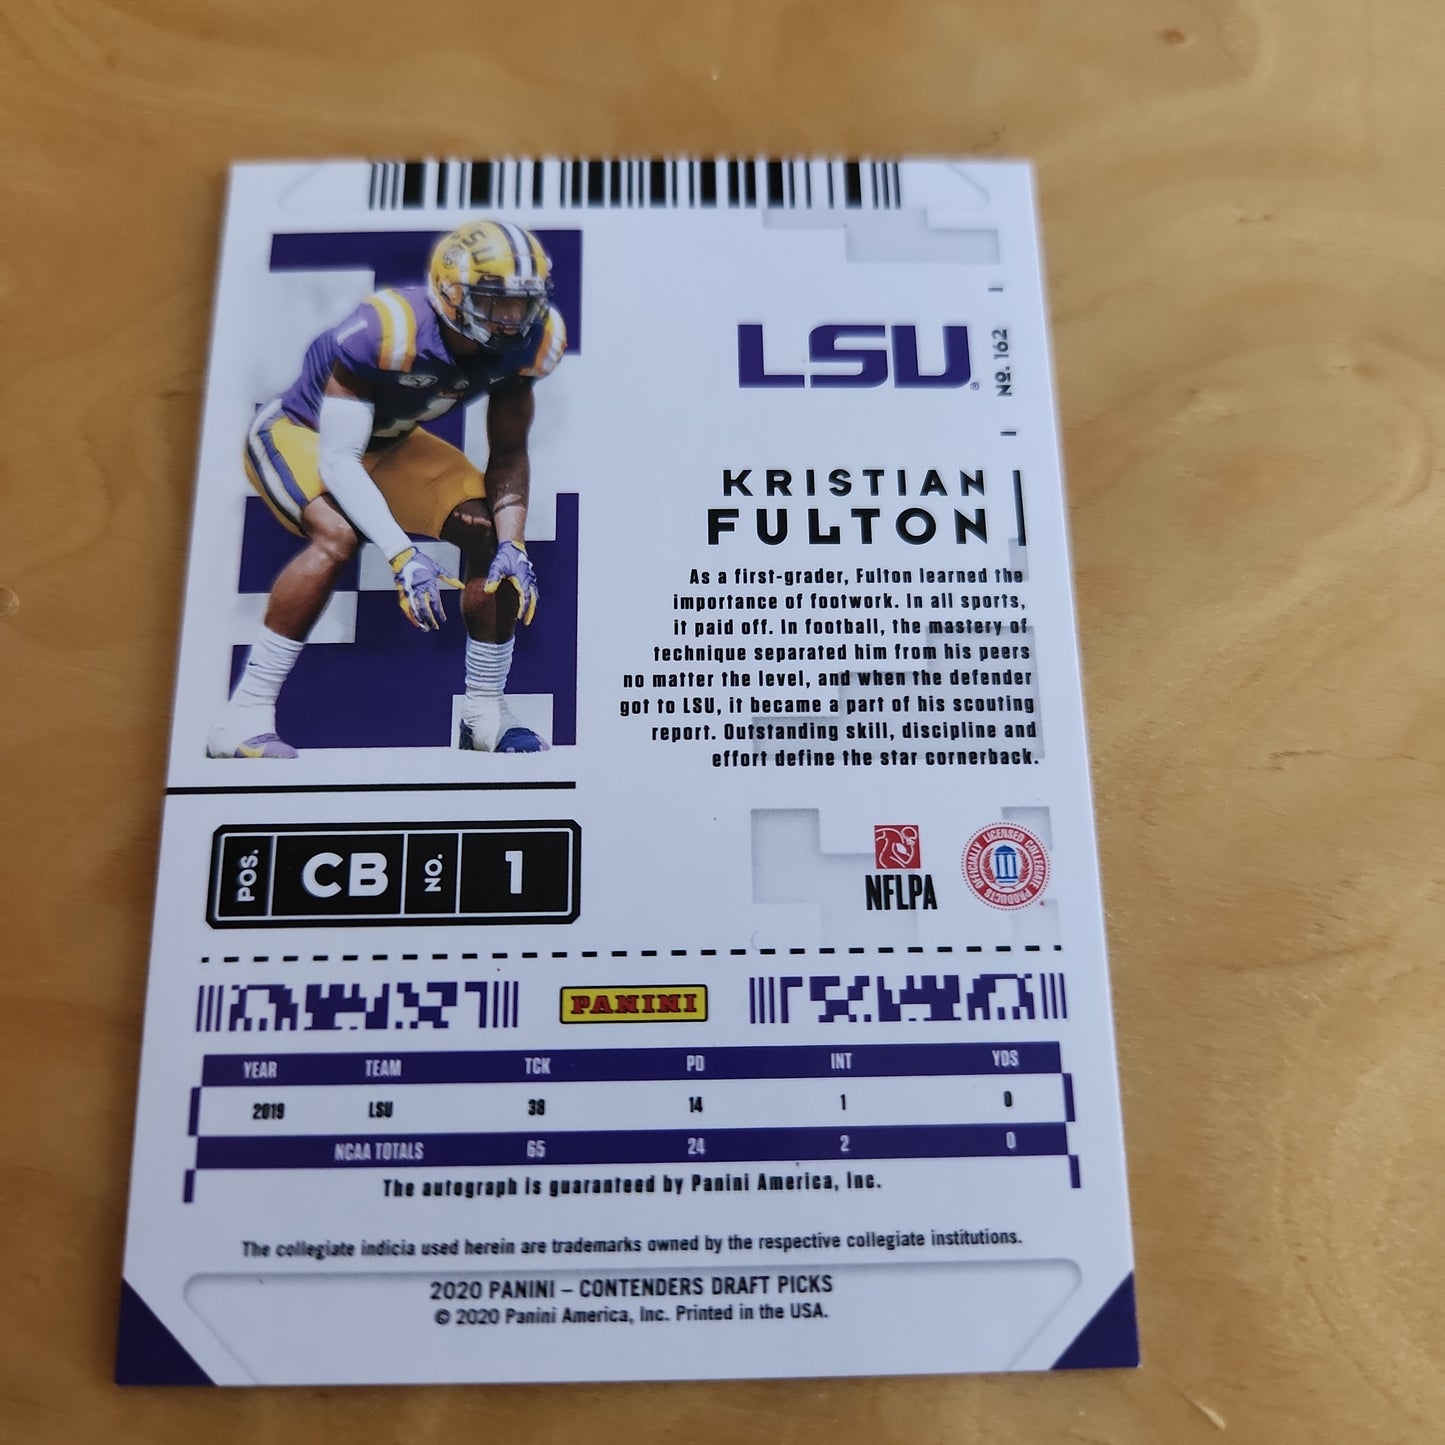 LSU
LSU
1
No. 162
KRISTIAN
FULTON
As a first-grader, Fulton learned the
importance of footwork. In all sports,
it paid off. In football, the mastery of
technique separated him from his peers
no matter the level, and when the defender
got to LSU, it became a part of his scouting
report. Outstanding skill, discipline and
effort define the star cornerback.
POS. CB NO. 1
NFLPA
OFFICIALLY LICENSED COLLEGIATE PRODUCTS
PANINI
YEAR TEAM TCK PD INT YDS
2019 LSU 38 14 1 0
NCAA TOTALS 65 24 2 0
The autograph is guaranteed by Panini America, Inc.
The collegiate indicia used herein are trademarks owned by the respective collegiate institutions.
2020 PANINI – CONTENDERS DRAFT PICKS
© 2020 Panini America, Inc. Printed in the USA.